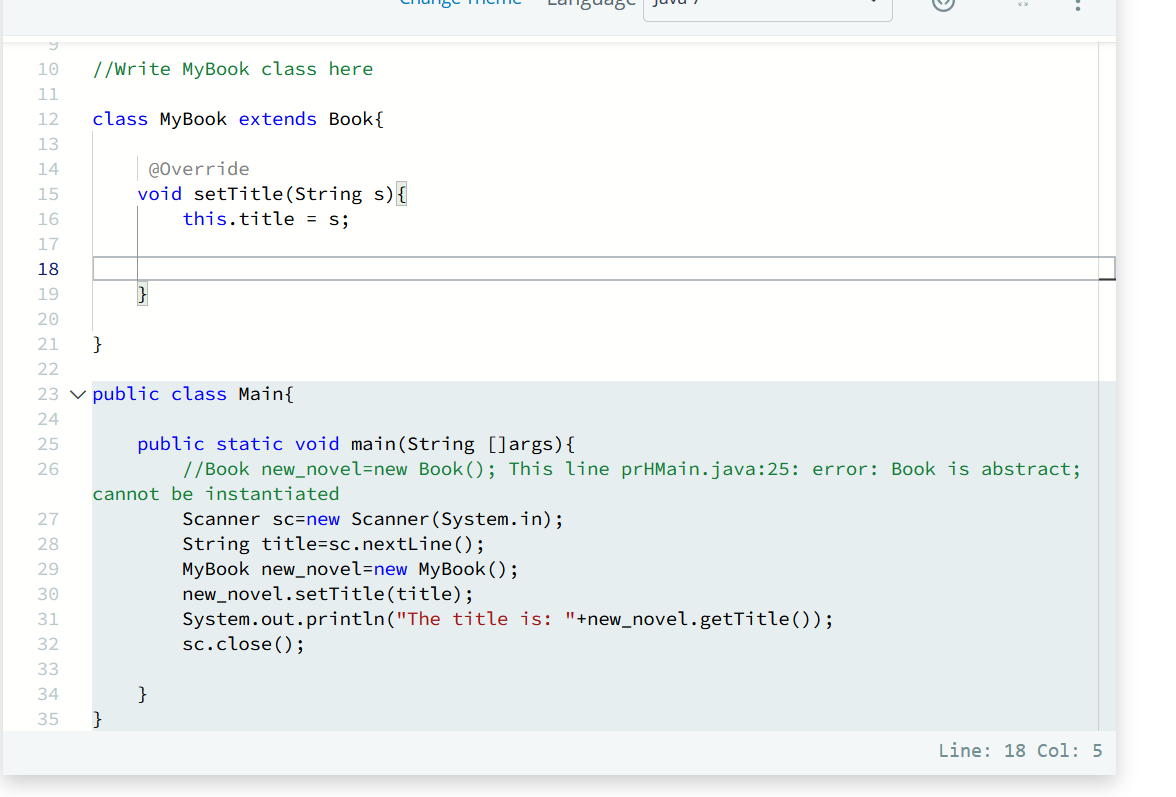 Change Theme Language Java 7
9
10 //Write MyBook class here
11
12 class MyBook extends Book{
13
14 @Override
15 void setTitle(String s){
16 this.title = s;
17
18
19 }
20
21 }
22
23 public class Main{
24
25 public static void main(String []args){
26 //Book new_novel=new Book(); This line prHMain.java:25: error: Book is abstract;
cannot be instantiated
27 Scanner sc=new Scanner(System.in);
28 String title=sc.nextLine();
29 MyBook new_novel=new MyBook();
30 new_novel.setTitle(title);
31 System.out.println("The title is: "+new_novel.getTitle());
32 sc.close();
33
34 }
35 }
Line: 18 Col: 5